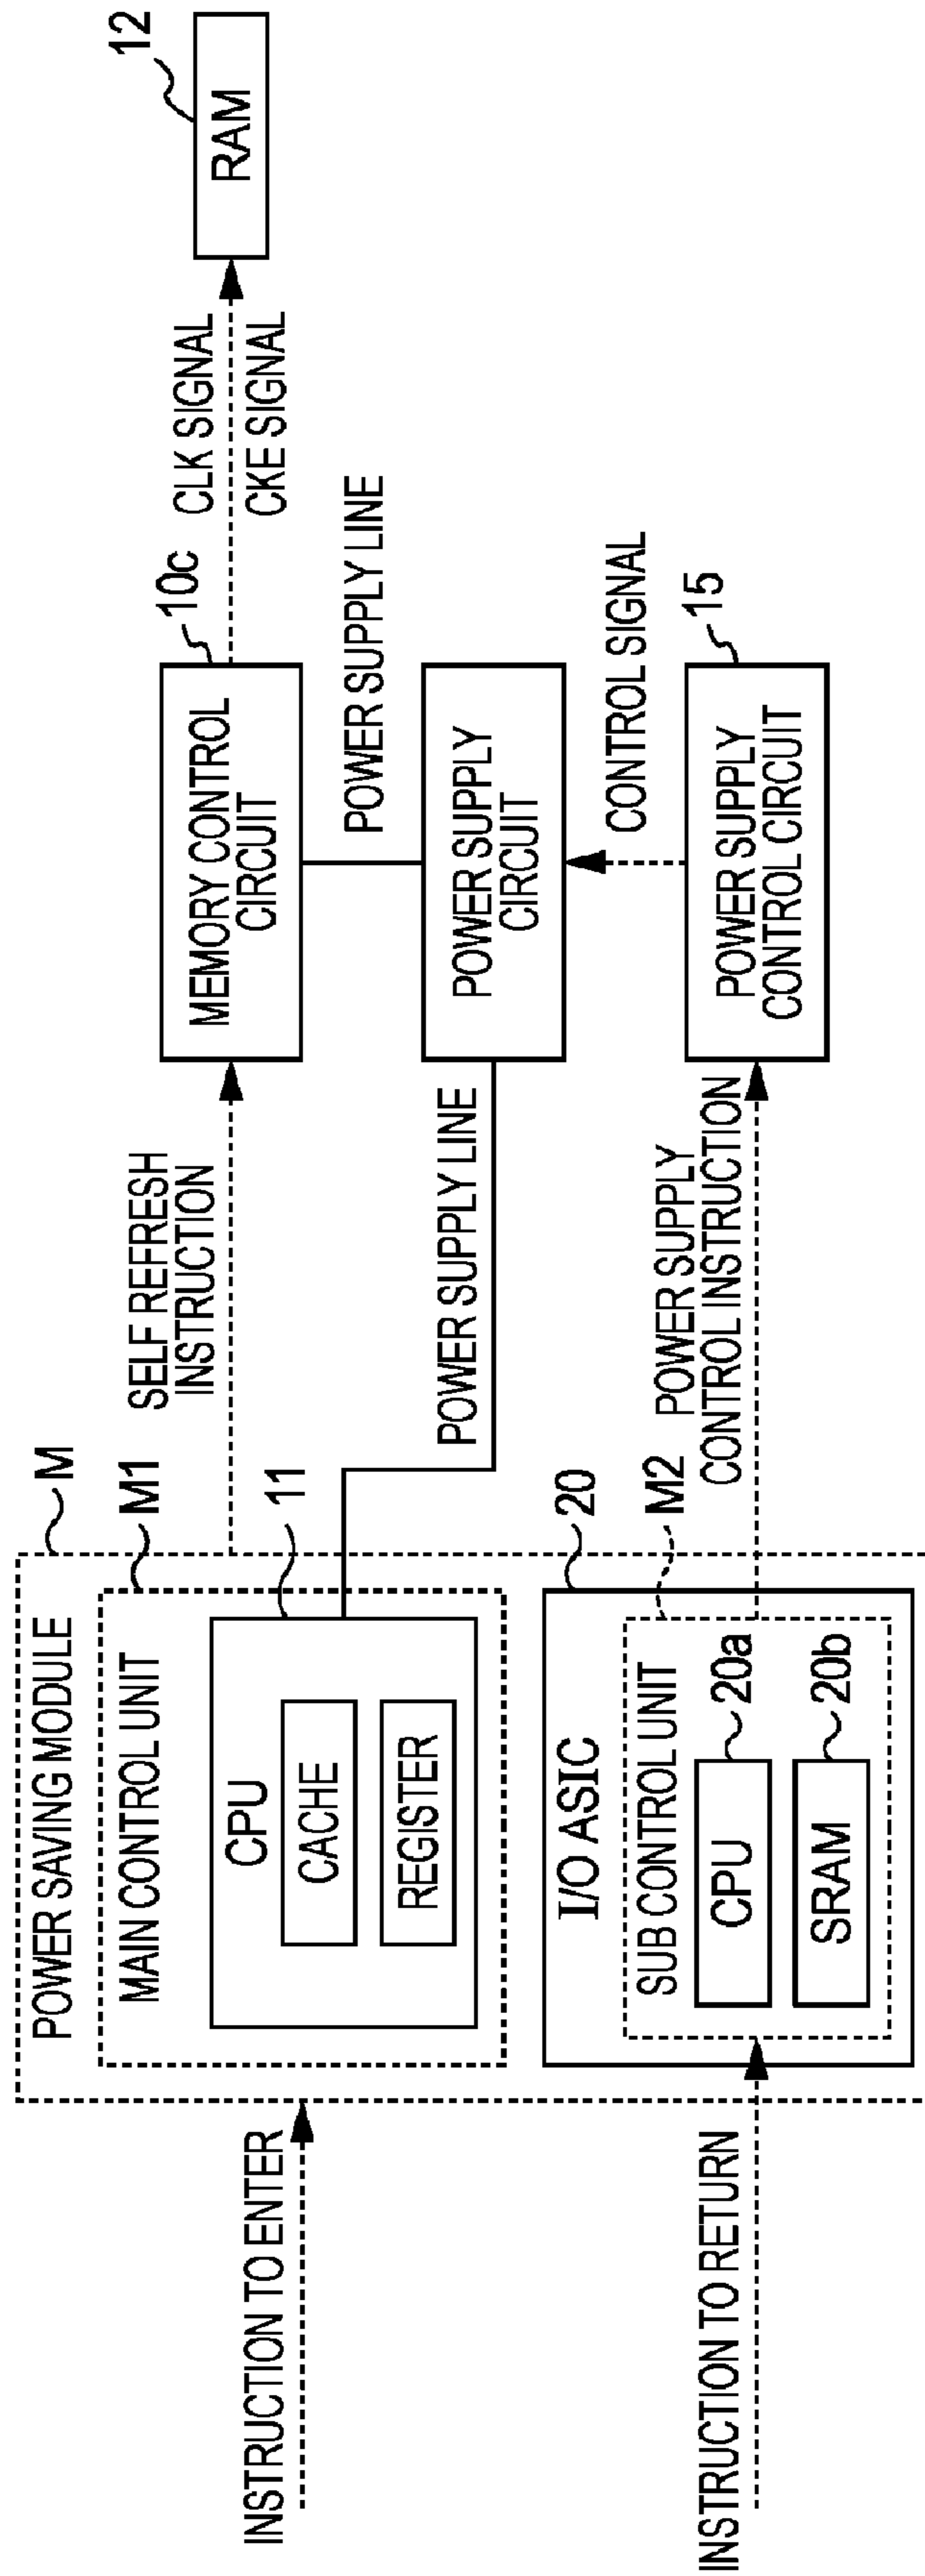 POWER SAVING MODULE
M
MAIN CONTROL UNIT
M1
CPU
11
CACHE
REGISTER
INSTRUCTION TO ENTER
I/O ASIC
20
SUB CONTROL UNIT
M2
CPU
20a
SRAM
20b
INSTRUCTION TO RETURN
SELF REFRESH
INSTRUCTION
POWER SUPPLY LINE
POWER SUPPLY
CONTROL INSTRUCTION
MEMORY CONTROL
CIRCUIT
10c
POWER SUPPLY LINE
POWER SUPPLY
CIRCUIT
CONTROL SIGNAL
POWER SUPPLY
CONTROL CIRCUIT
15
CLK SIGNAL
CKE SIGNAL
RAM
12